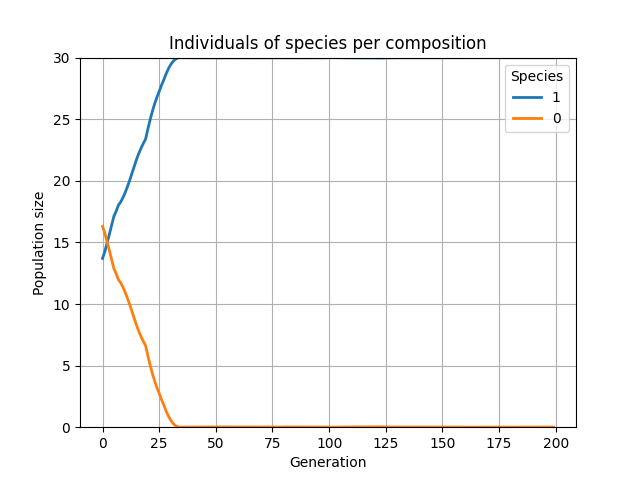 Individuals of species per composition
Species
1
0
Population size
30
25
20
15
10
5
0
0 25 50 75 100 125 150 175 200
Generation